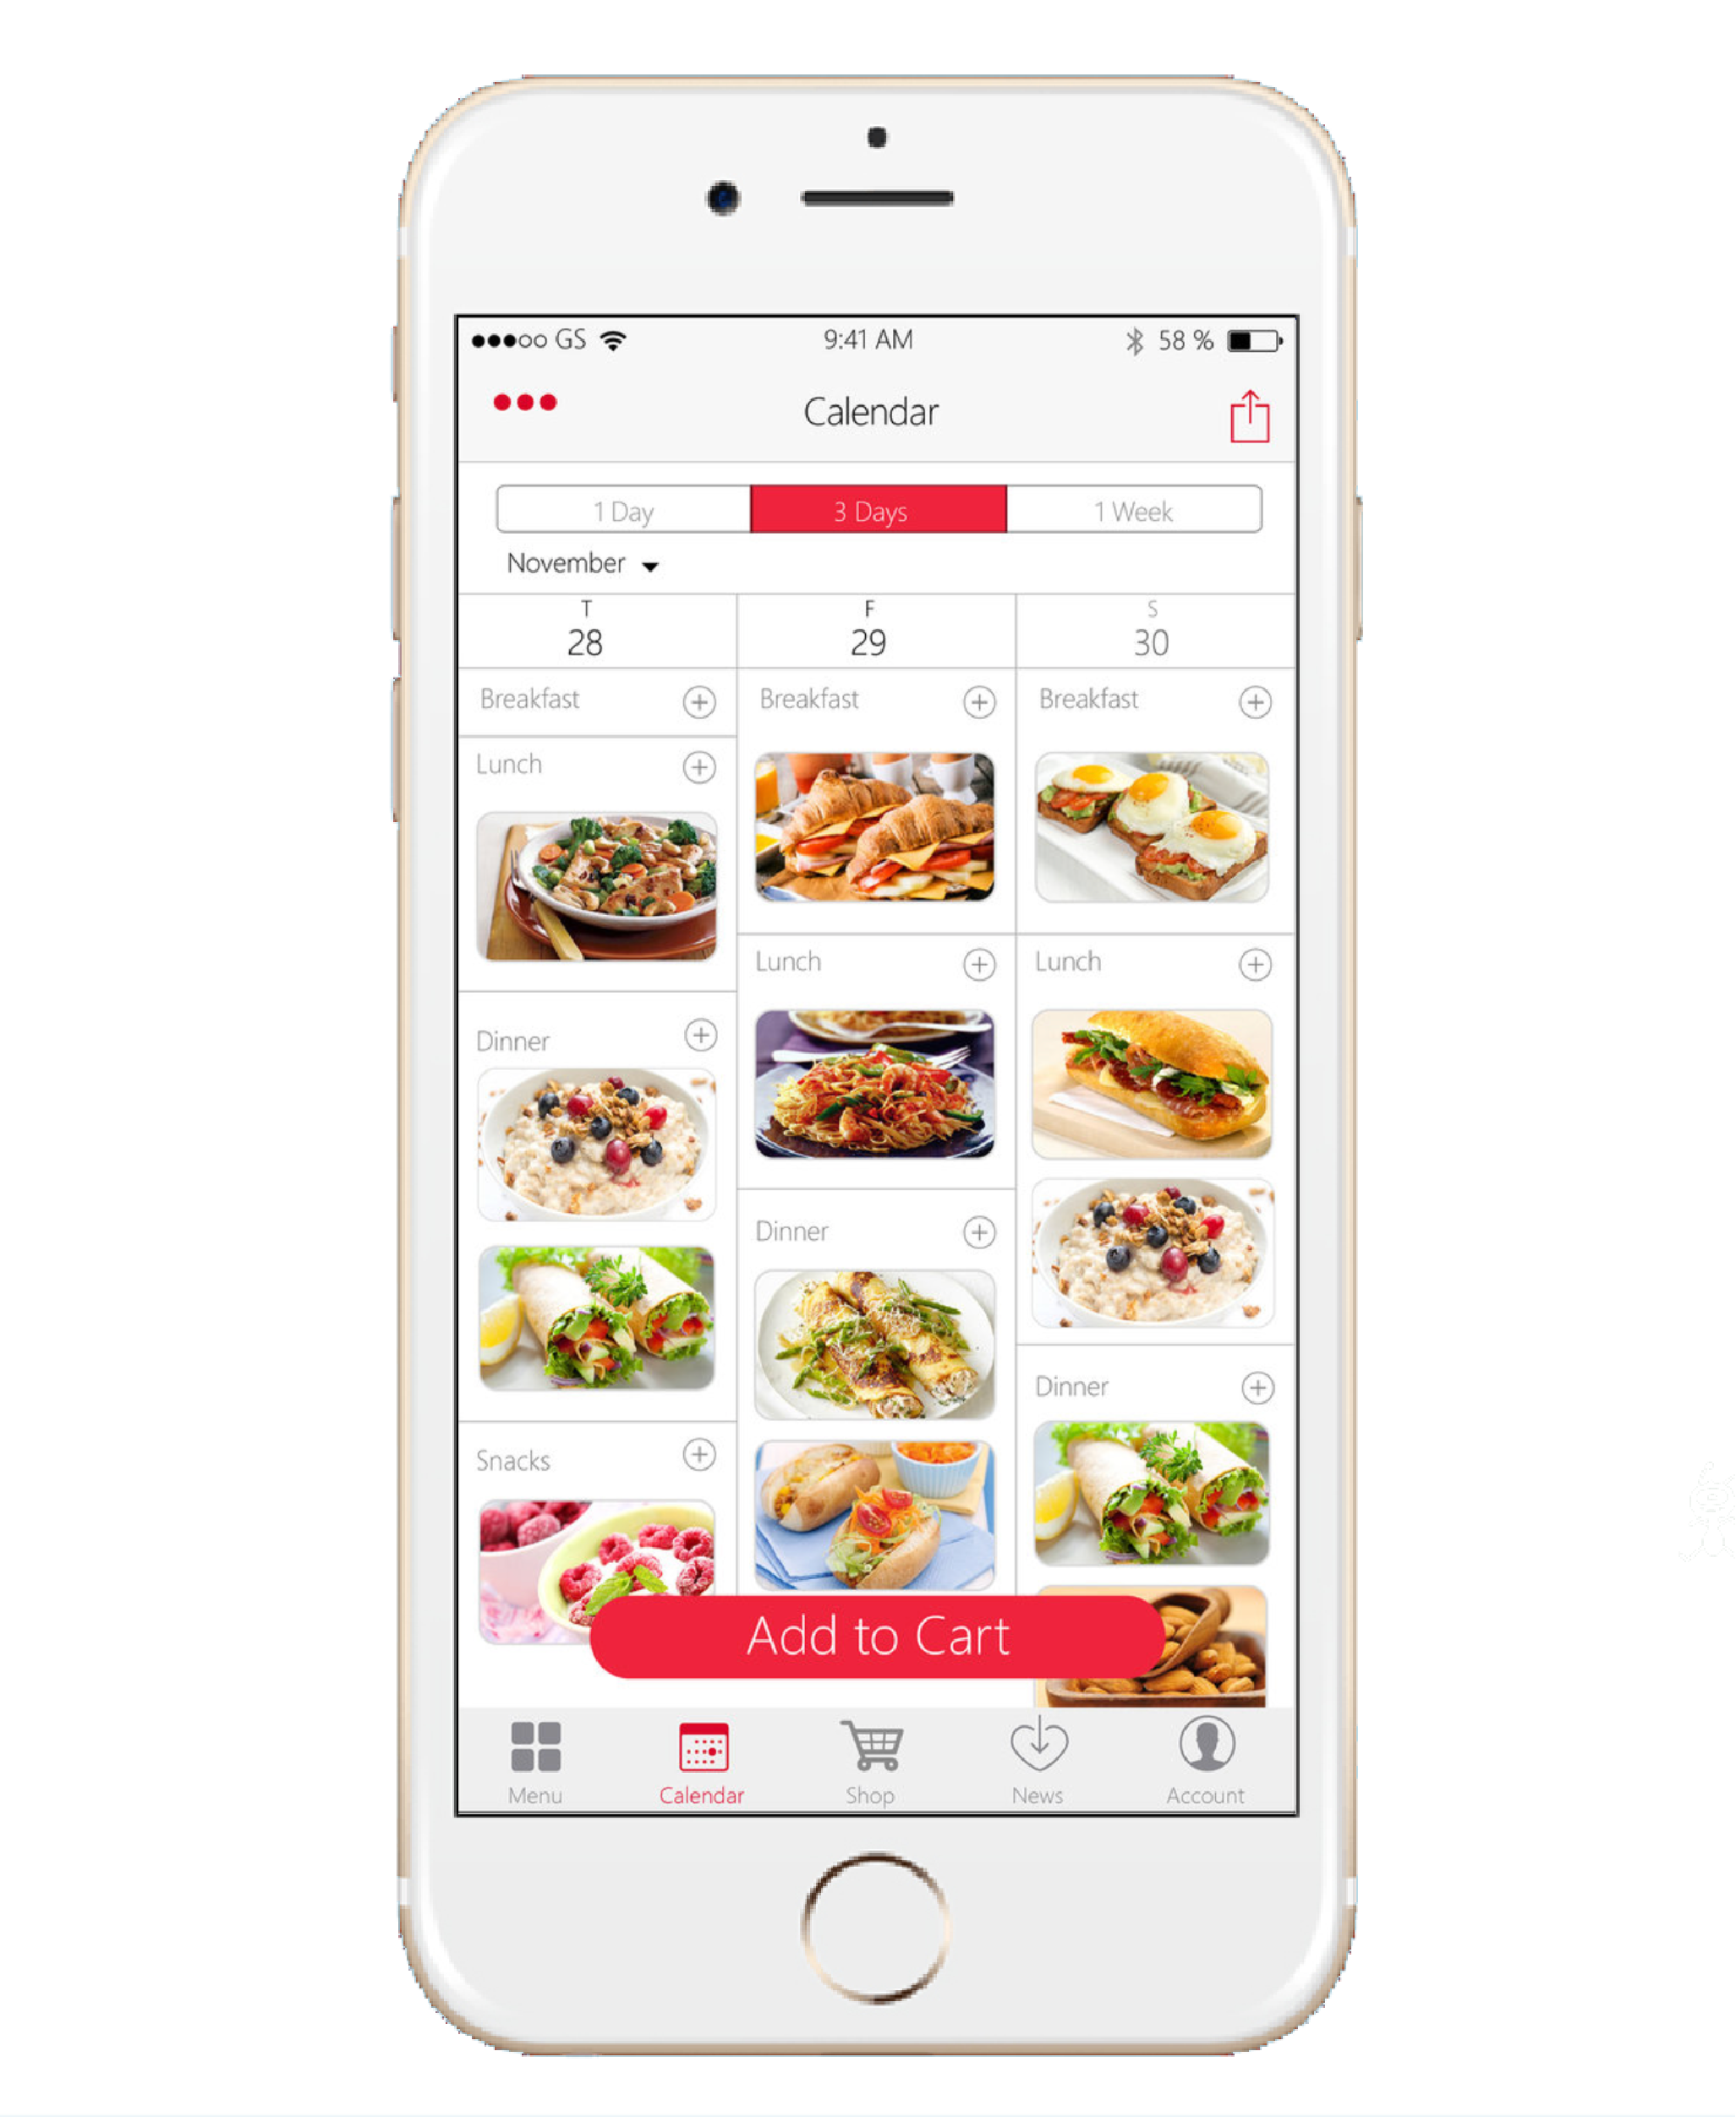 GS 9:41 AM 58 %
Calendar
1 Day 3 Days 1 Week
November
T F S
28 29 30
Breakfast Breakfast Breakfast
Lunch
Lunch Lunch
Dinner
Dinner
Dinner
Snacks
Add to Cart
Menu Calendar Shop News Account